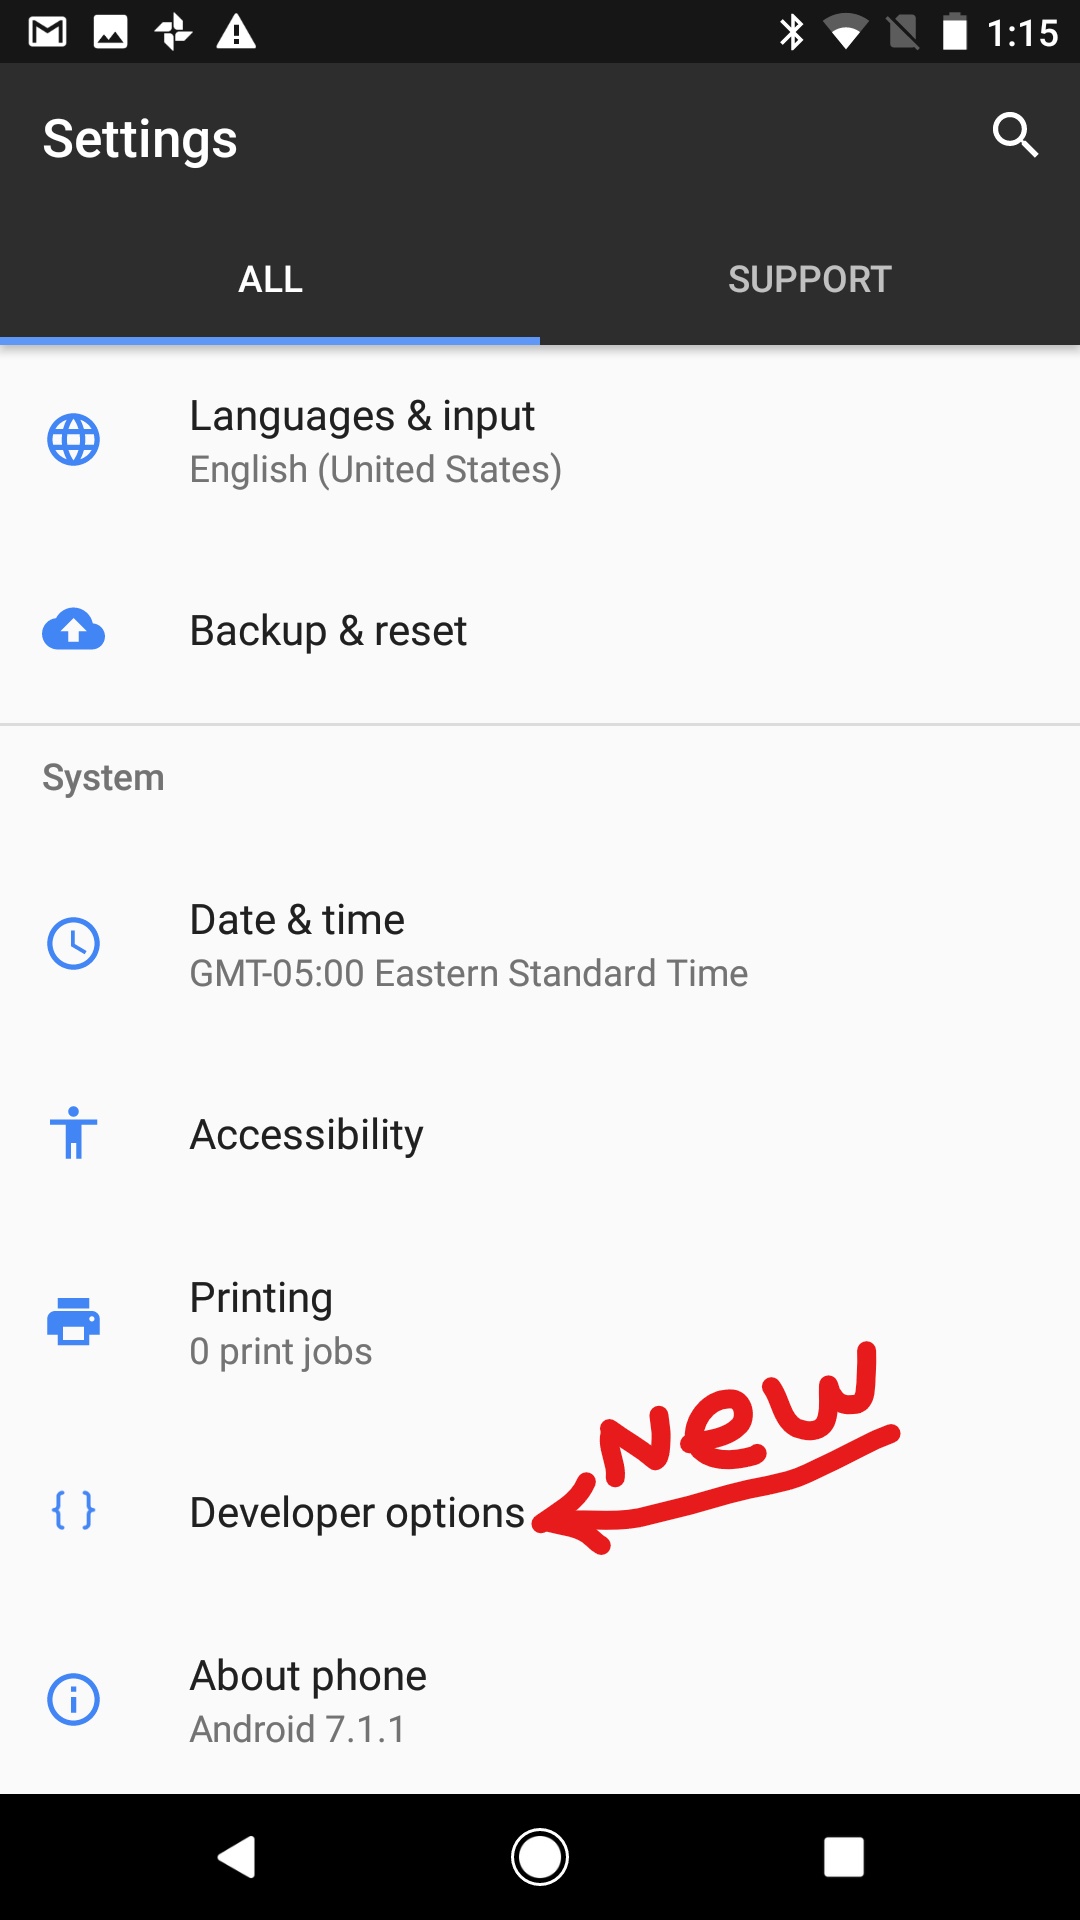 1:15
Settings
ALL SUPPORT
Languages & input
English (United States)
Backup & reset
System
Date & time
GMT-05:00 Eastern Standard Time
Accessibility
Printing
0 print jobs
New
Developer options
About phone
Android 7.1.1